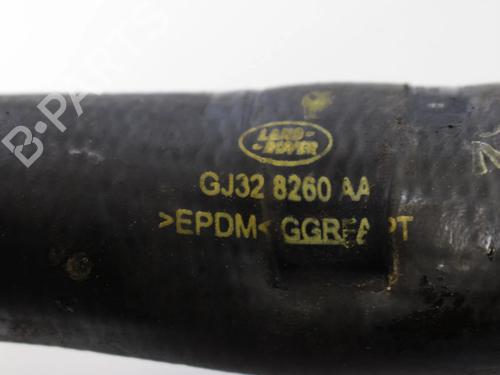 B-PARTS
LAND-
-ROVER
GJ32 8260 AA
>EPDM<